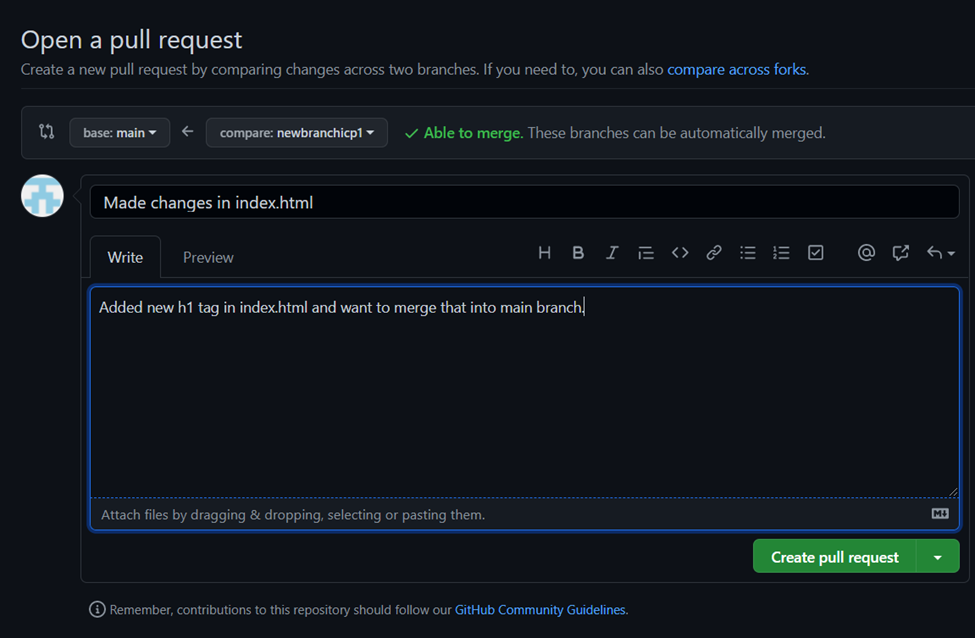 Open a pull request
Create a new pull request by comparing changes across two branches. If you need to, you can also compare across forks.
base: main compare: newbranchicp1 Able to merge. These branches can be automatically merged.
Made changes in index.html
Write Preview
Added new h1 tag in index.html and want to merge that into main branch.
Attach files by dragging & dropping, selecting or pasting them.
Create pull request
Remember, contributions to this repository should follow our GitHub Community Guidelines.